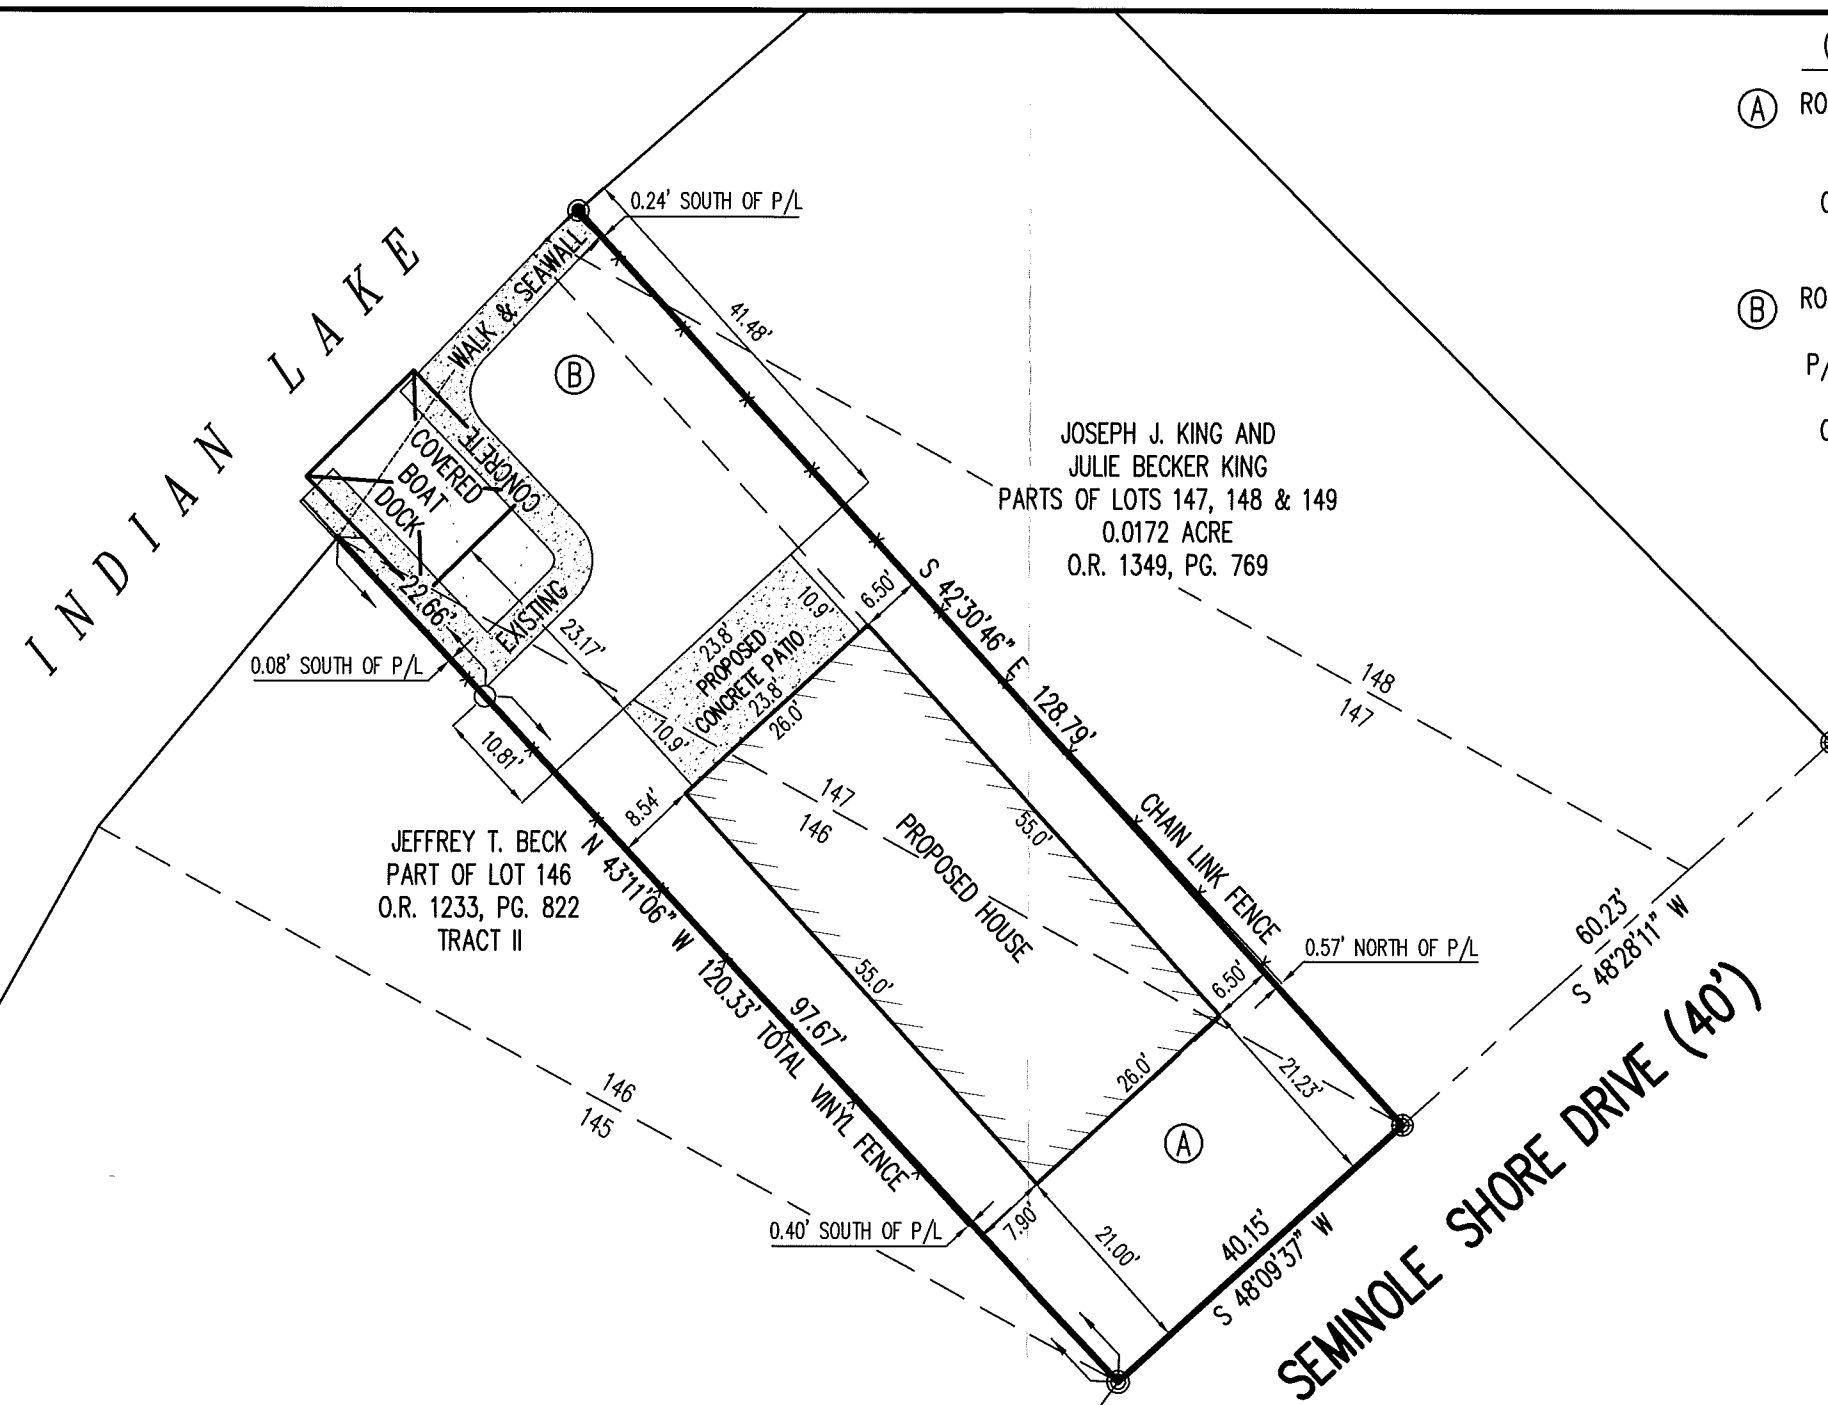 INDIAN LAKE
0.24' SOUTH OF P/L
WALK & SEAWALL
B
41.48'
A
RO
B
RO
P/
COVERED
BOAT
DOCK
CONCRETE
EXISTING
22.66'
23.17'
0.08' SOUTH OF P/L
10.81'
JOSEPH J. KING AND
JULIE BECKER KING
PARTS OF LOTS 147, 148 & 149
0.0172 ACRE
O.R. 1349, PG. 769
10.9'
6.50'
23.8'
PROPOSED
CONCRETE PATIO
23.8'
26.0'
10.9'
8.54'
S 42°30'46" E 128.79'
CHAIN LINK FENCE
148
147
147
146
PROPOSED HOUSE
55.0'
55.0'
JEFFREY T. BECK
PART OF LOT 146
O.R. 1233, PG. 822
TRACT II
N 43°11'06" W 120.33' TOTAL VINYL FENCE
97.67'
0.57' NORTH OF P/L
6.50'
60.23'
S 48°28'11" W
26.0'
21.23'
146
145
A
0.40' SOUTH OF P/L
7.90'
21.00'
40.15'
S 48°09'37" W
SEMINOLE SHORE DRIVE (40')